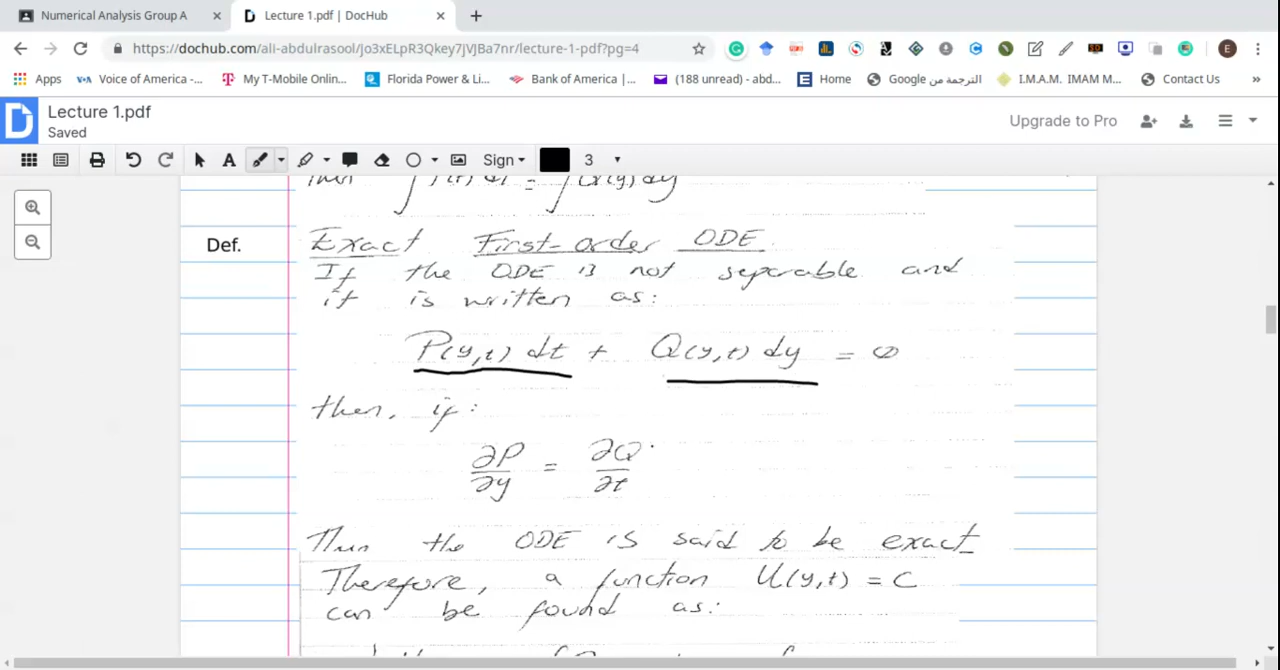 Numerical Analysis Group A
Lecture 1.pdf | DocHub
https://dochub.com/ali-abdulrasool/jo3xELpR3Qkey7jVJBa7nr/lecture-1-pdf?pg=4
E
Apps
Voice of America -...
My T-Mobile Onlin...
Florida Power & Li...
Bank of America |...
(188 unread) - abd...
Home
الترجمة من Google
I.M.A.M. IMAM M...
Contact Us
»
Lecture 1.pdf
Saved
Upgrade to Pro
Sign
3
∫ = ∫ Q(y) dy
Def.
Exact First-order ODE
If the ODE is not separable and
it is written as:
P(y,t) dt + Q(y,t) dy = 0
then, if:
∂P/∂y = ∂Q/∂t
Then the ODE is said to be exact
Therefore, a function U(y,t) = C
can be found as: